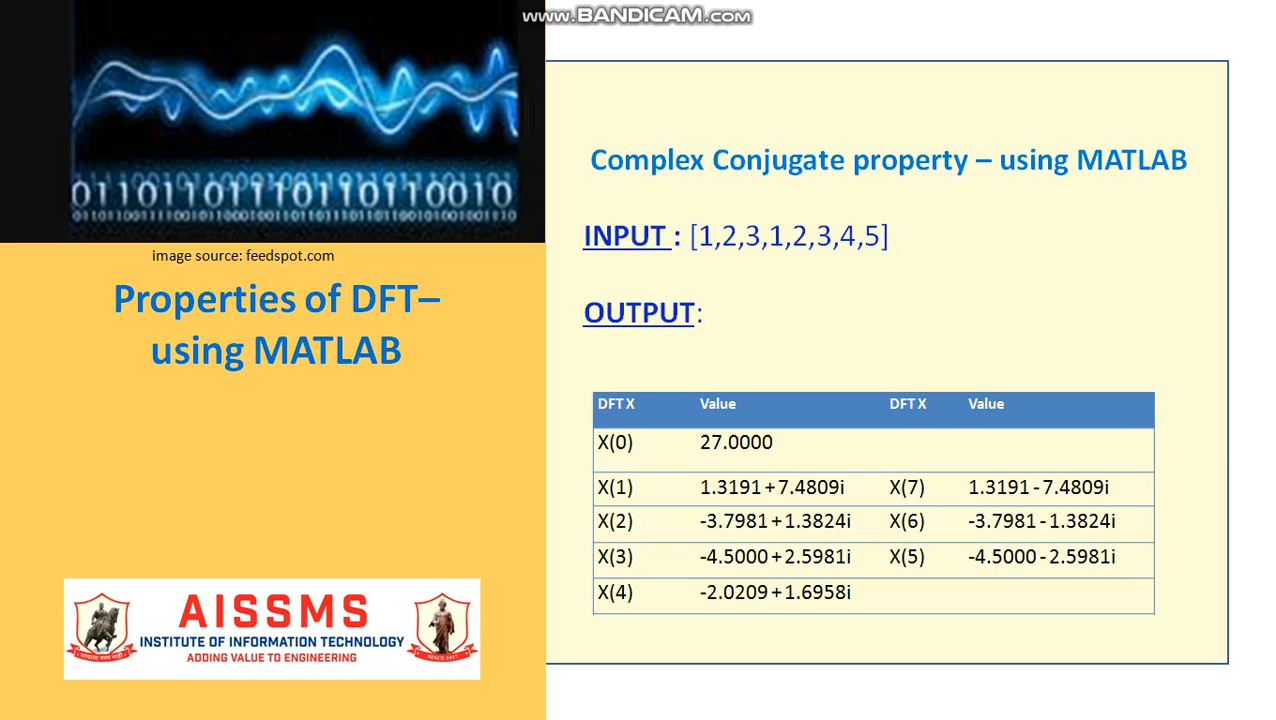 www.BANDICAM.com
0110110111011011011001 0
image source: feedspot.com
Properties of DFT–
using MATLAB
AISSMS
INSTITUTE OF INFORMATION TECHNOLOGY
ADDING VALUE TO ENGINEERING
SINCE 1917
Complex Conjugate property – using MATLAB
INPUT : [1,2,3,1,2,3,4,5]
OUTPUT:
DFT X Value DFT X Value
X(0) 27.0000
X(1) 1.3191 + 7.4809i X(7) 1.3191 - 7.4809i
X(2) -3.7981 + 1.3824i X(6) -3.7981 - 1.3824i
X(3) -4.5000 + 2.5981i X(5) -4.5000 - 2.5981i
X(4) -2.0209 + 1.6958i